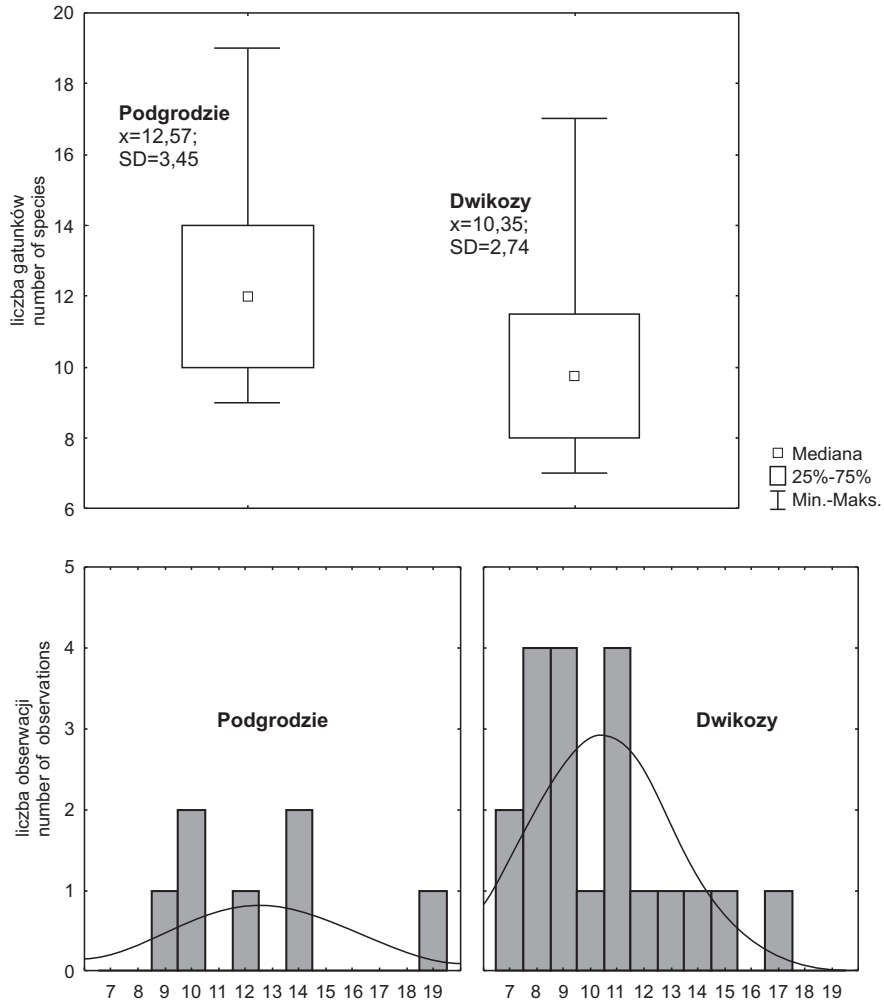 liczba gatunków
number of species
20
18
16
14
12
10
8
6
Podgrodzie
x=12,57;
SD=3,45
Dwikozy
x=10,35;
SD=2,74
Mediana
25%-75%
Min.-Maks.
liczba obserwacji
number of observations
5
4
3
2
1
0
Podgrodzie
Dwikozy
7 8 9 10 11 12 13 14 15 16 17 18 19
7 8 9 10 11 12 13 14 15 16 17 18 19